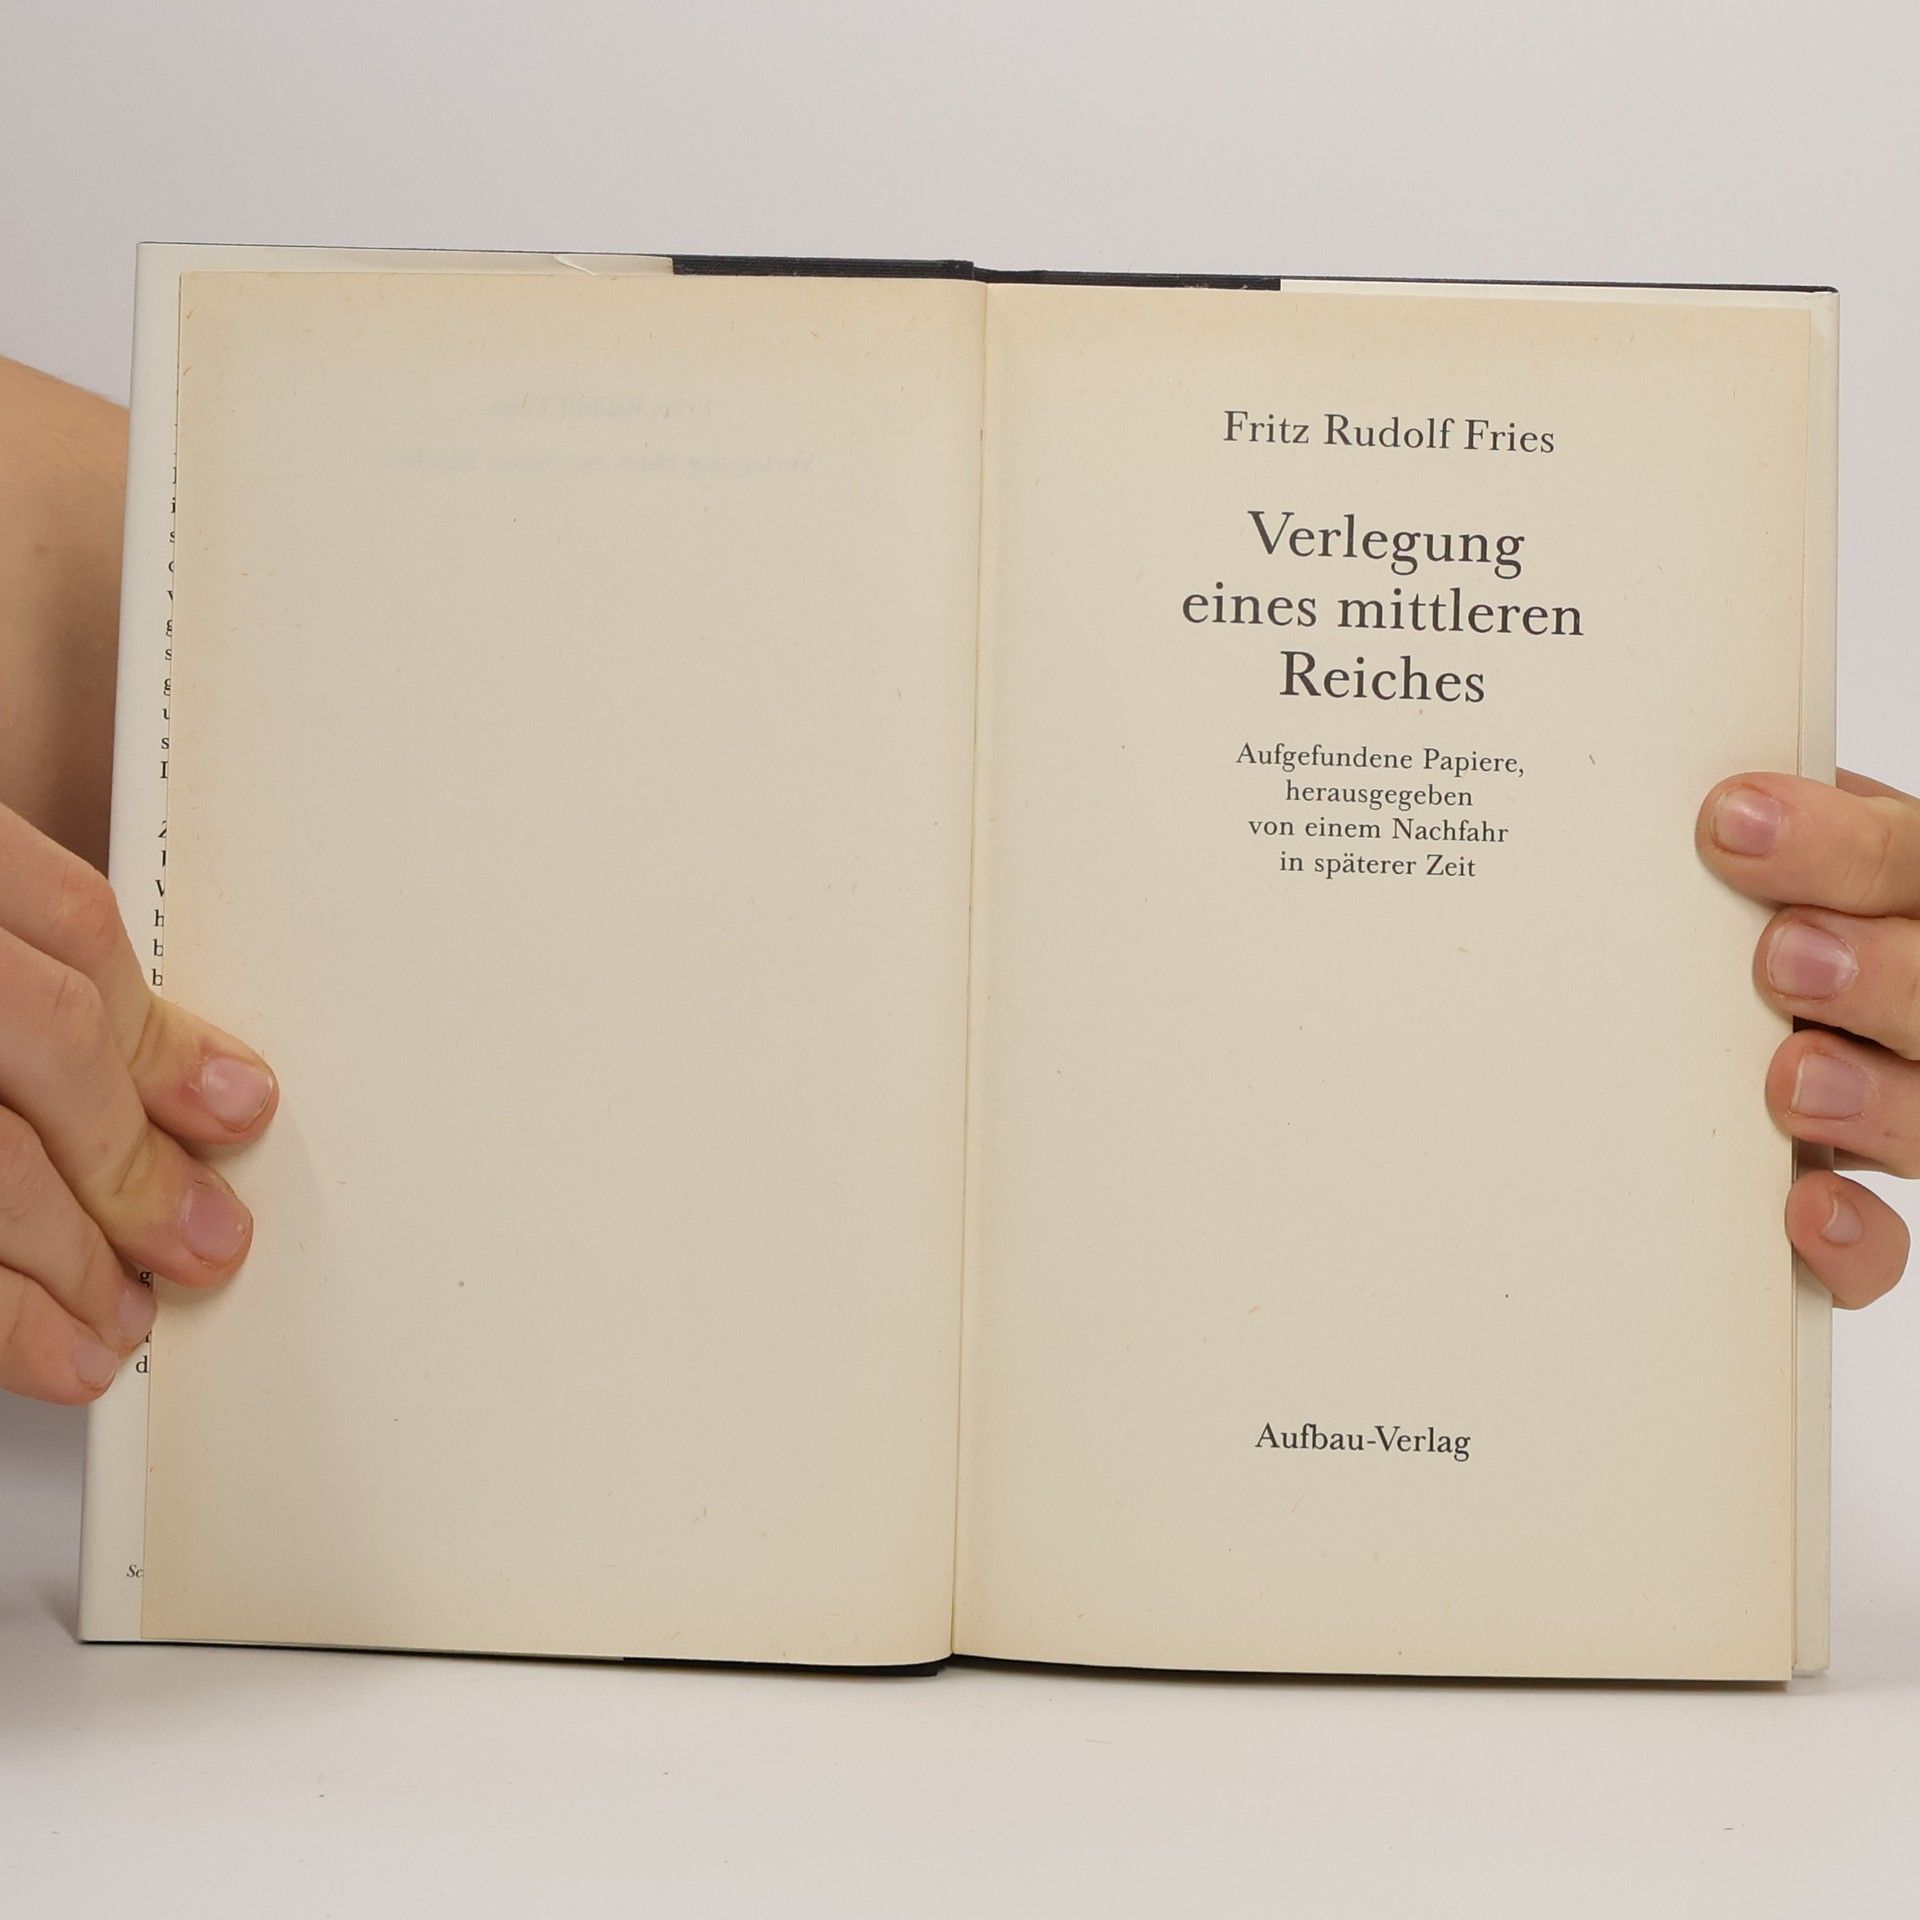 Fritz Rudolf Fries
Verlegung
eines mittleren
Reiches
Aufgefundene Papiere,
herausgegeben
von einem Nachfahr
in späterer Zeit
Aufbau-Verlag